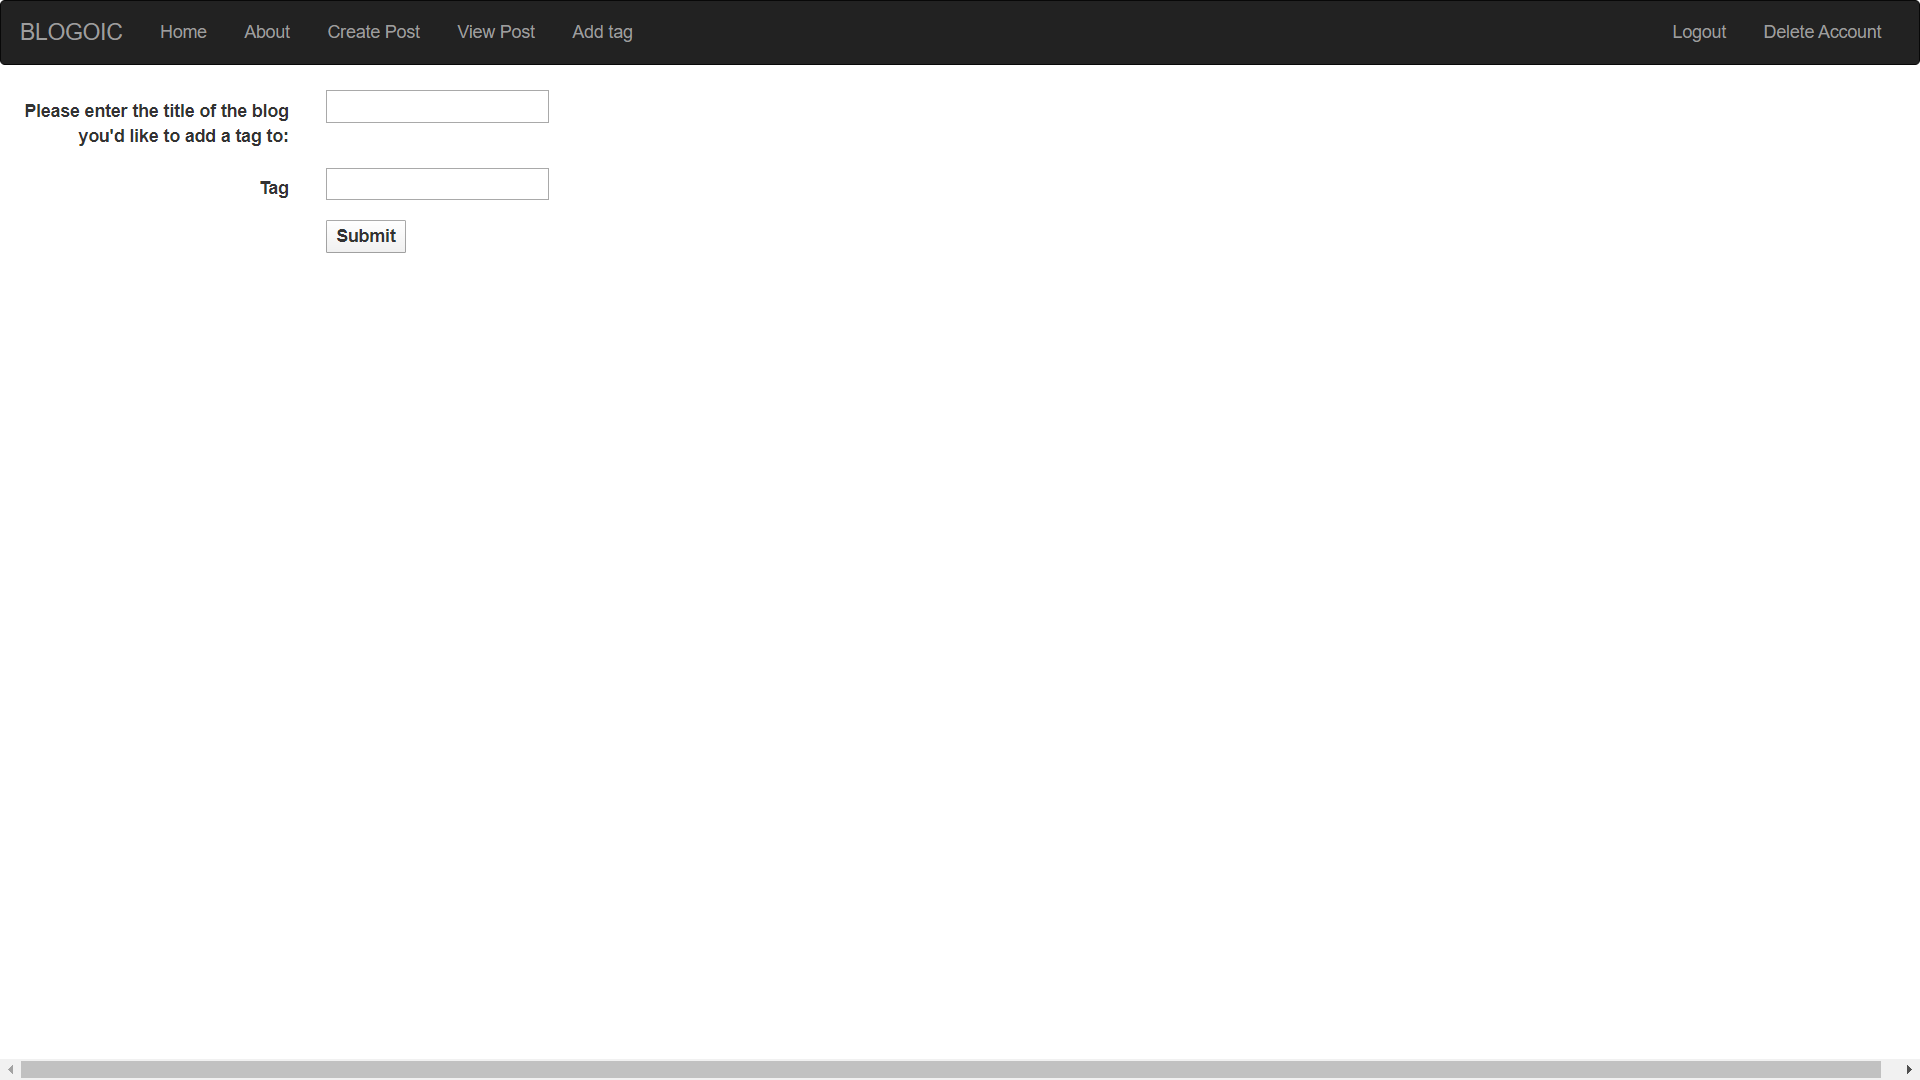 BLOGOIC Home About Create Post View Post Add tag Logout Delete Account
Please enter the title of the blog
you'd like to add a tag to:
Tag
Submit